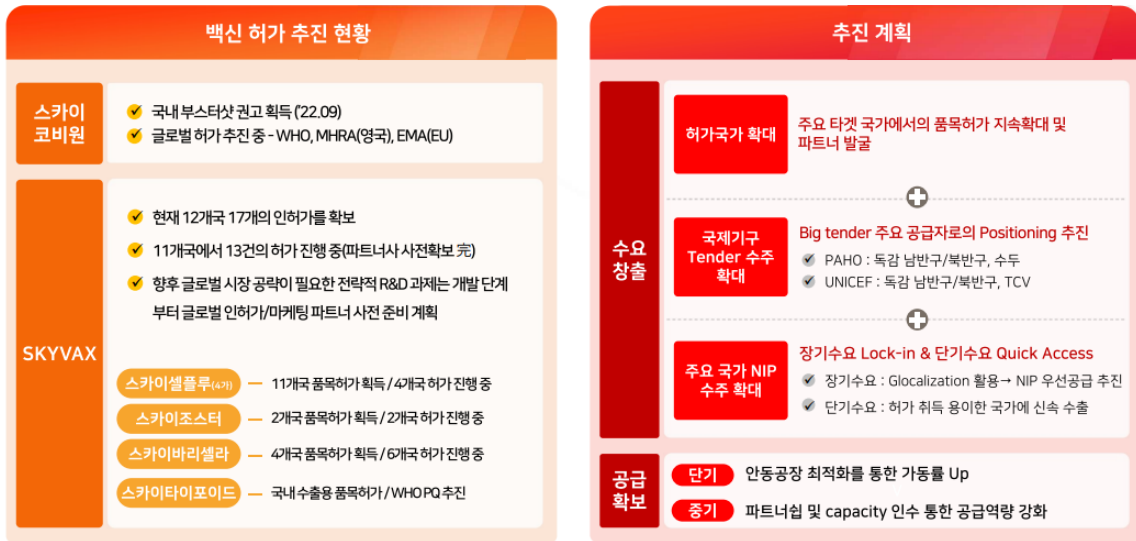 백신 허가 추진 현황
스카이
코비원
국내 부스터샷 권고 획득 ('22.09)
글로벌 허가 추진 중 - WHO, MHRA(영국), EMA(EU)
SKYVAX
현재 12개국 17개의 인허가를 확보
11개국에서 13건의 허가 진행 중(파트너사 사전확보 完)
향후 글로벌 시장 공략이 필요한 전략적 R&D 과제는 개발 단계
부터 글로벌 인허가/마케팅 파트너 사전 준비 계획
스카이셀플루(4가) — 11개국 품목허가 획득 / 4개국 허가 진행 중
스카이조스터 — 2개국 품목허가 획득 / 2개국 허가 진행 중
스카이바리셀라 — 4개국 품목허가 획득 / 6개국 허가 진행 중
스카이타이포이드 — 국내 수출용 품목허가 / WHO PQ 추진
추진 계획
수요
창출
허가국가 확대
주요 타겟 국가에서의 품목허가 지속확대 및
파트너 발굴
국제기구
Tender 수주
확대
Big tender 주요 공급자로의 Positioning 추진
PAHO : 독감 남반구/북반구, 수두
UNICEF : 독감 남반구/북반구, TCV
주요 국가 NIP
수주 확대
장기수요 Lock-in & 단기수요 Quick Access
장기수요 : Glocalization 활용→ NIP 우선공급 추진
단기수요 : 허가 취득 용이한 국가에 신속 수출
공급
확보
단기 안동공장 최적화를 통한 가동률 Up
중기 파트너쉽 및 capacity 인수 통한 공급역량 강화